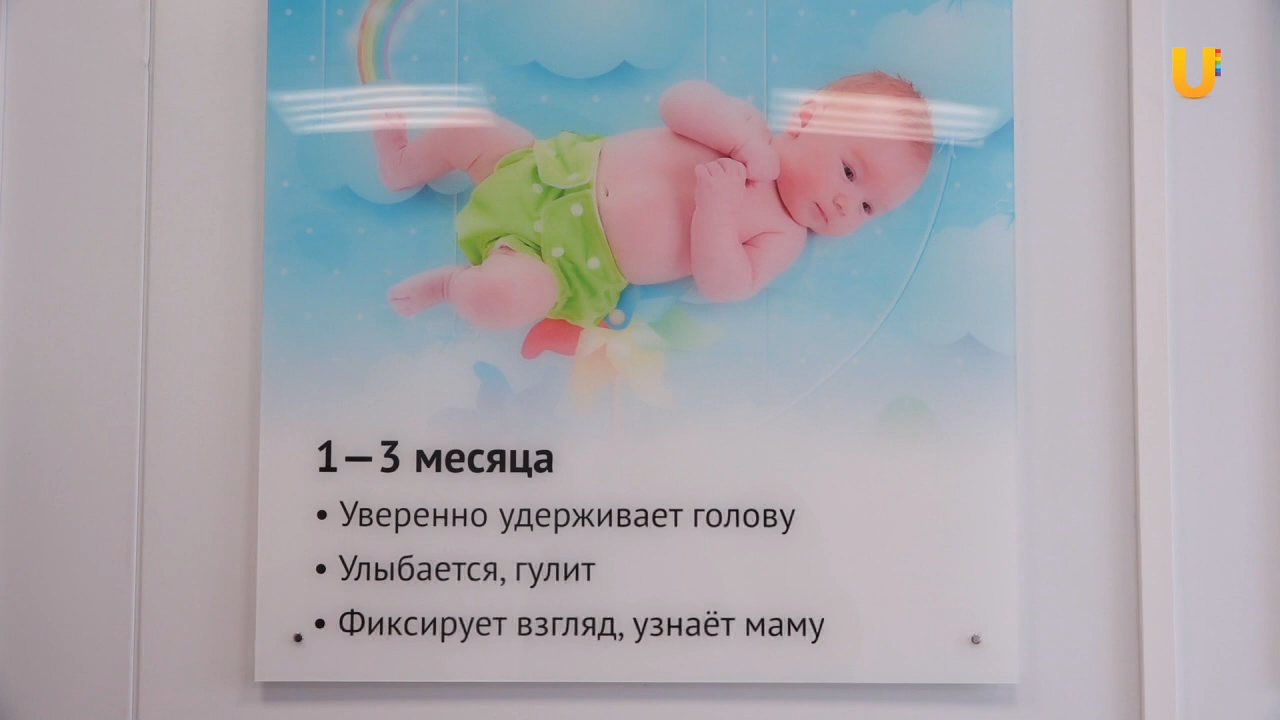 U
1—3 месяца
• Уверенно удерживает голову
• Улыбается, гулит
• Фиксирует взгляд, узнаёт маму